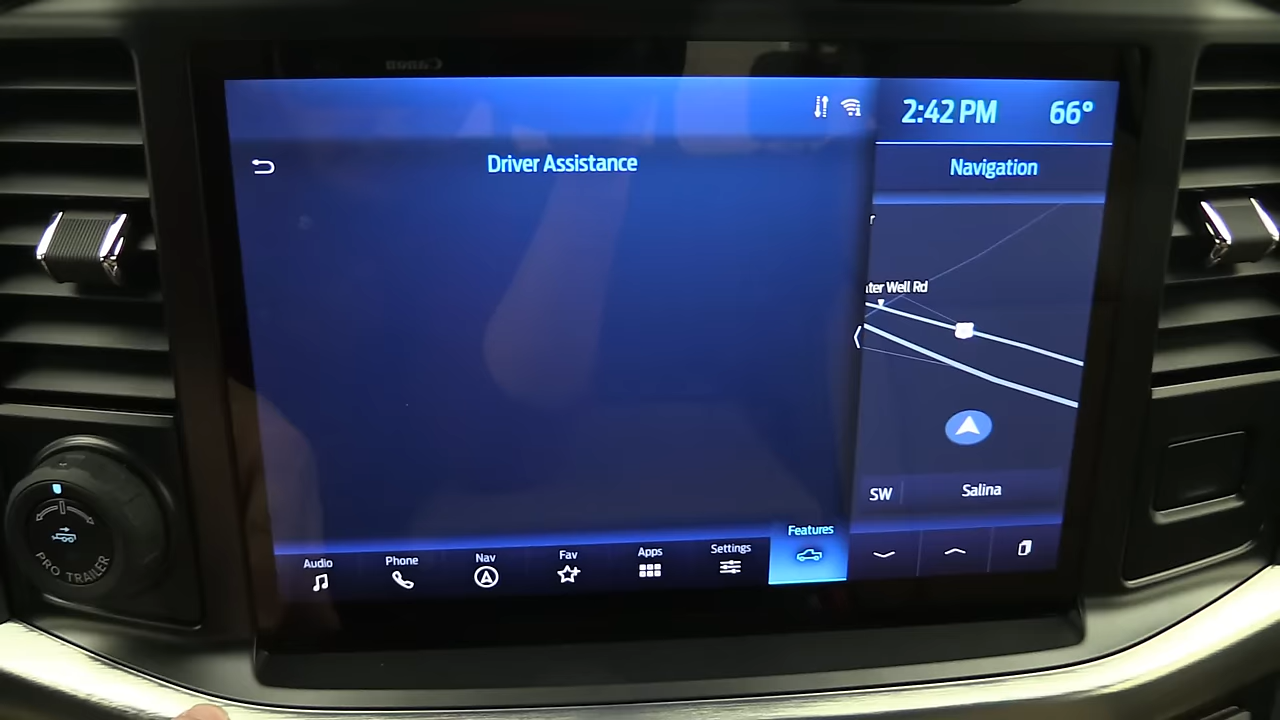 Canon
2:42 PM 66°
Driver Assistance
Navigation
r
ter Well Rd
SW Salina
Features
Audio Phone Nav Fav Apps Settings
PRO TRAILER